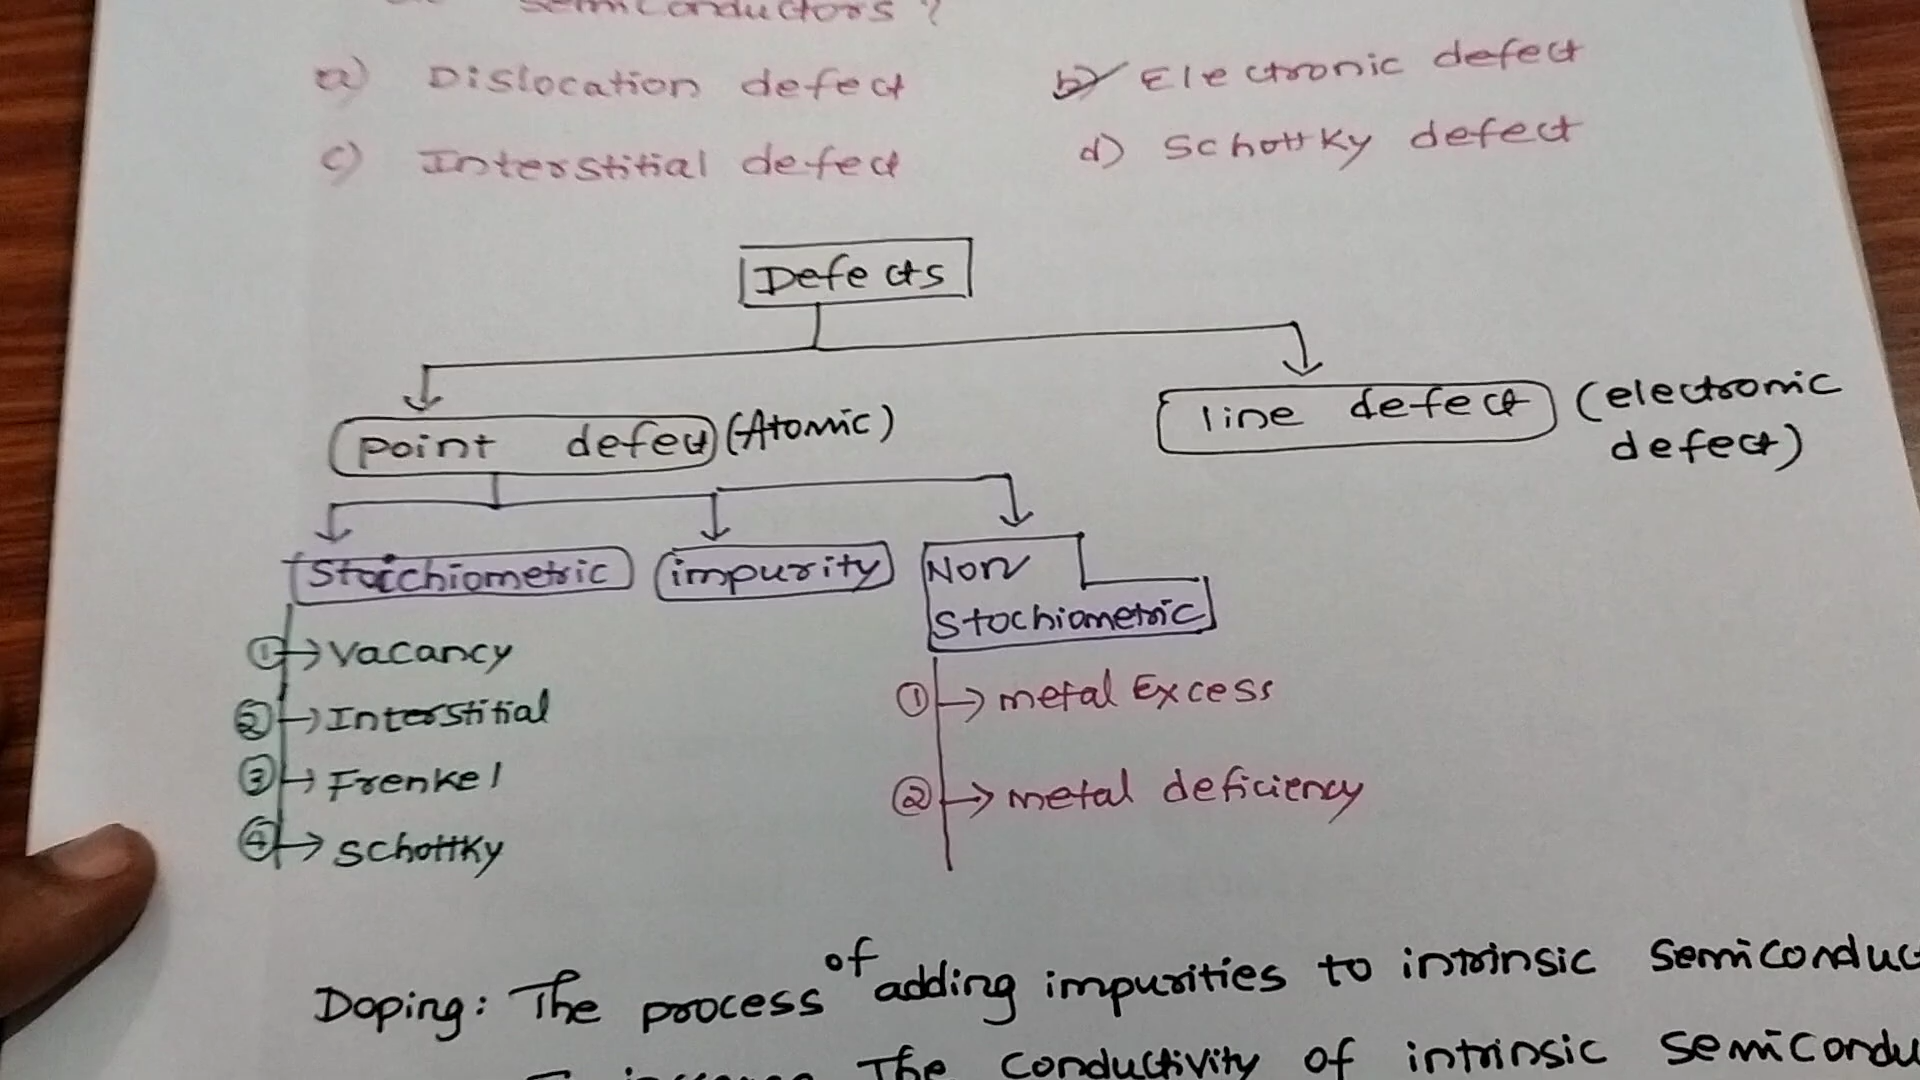 semiconductors ?
a) Dislocation defect b) Electronic defect
c) Interstitial defect d) Schottky defect
Defects
point defect (Atomic) line defect (electronic
defect)
Stoichiometric impurity Non
Stochiometric
① → Vacancy
② → Interstitial
③ → Frenkel
④ → Schottky
① → metal Excess
② → metal deficiency
Doping: The process of adding impurities to intrinsic Semiconduc
The conductivity of intrinsic semicondu